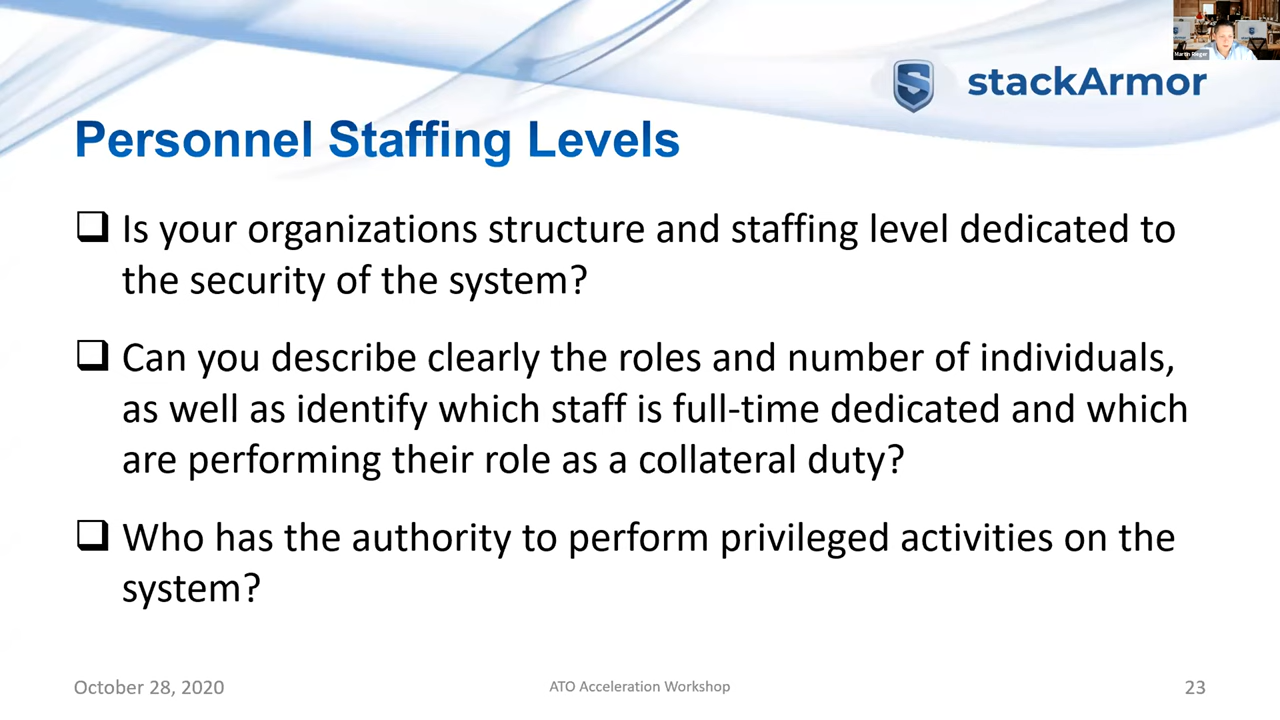 stackArmor
Personnel Staffing Levels
Is your organizations structure and staffing level dedicated to
the security of the system?
Can you describe clearly the roles and number of individuals,
as well as identify which staff is full-time dedicated and which
are performing their role as a collateral duty?
Who has the authority to perform privileged activities on the
system?
October 28, 2020
ATO Acceleration Workshop
23